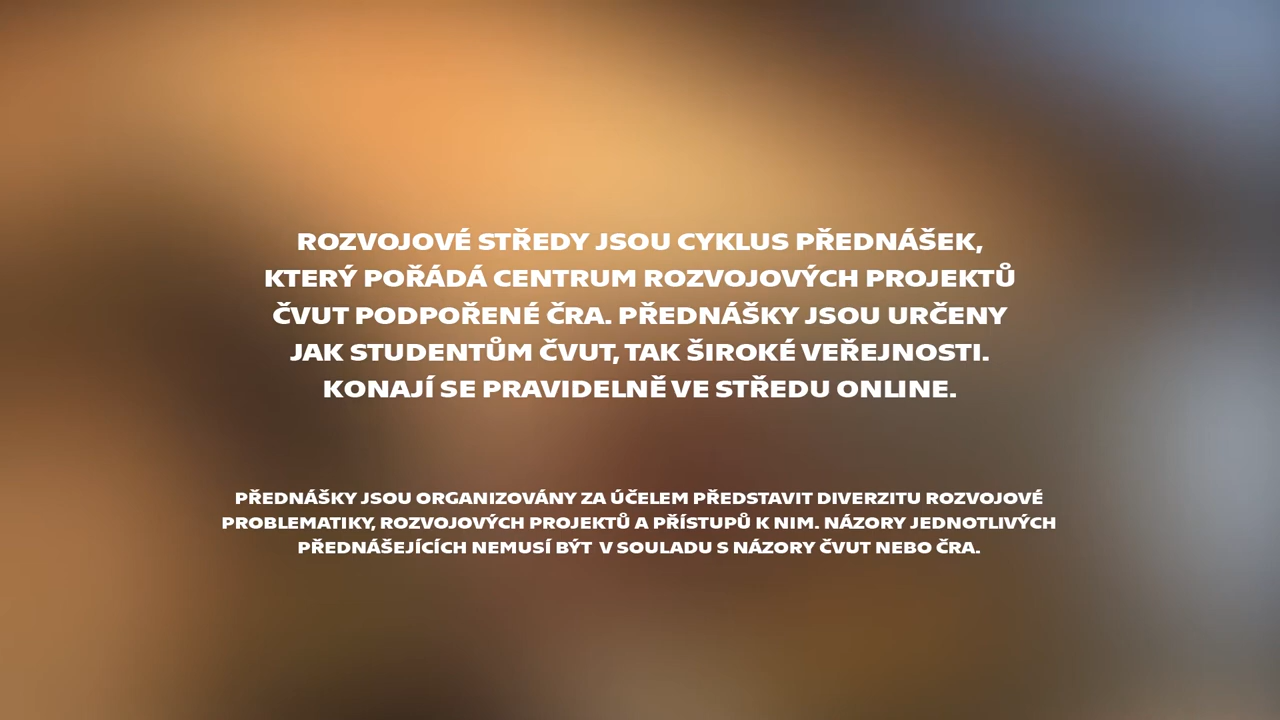 ROZVOJOVÉ STŘEDY JSOU CYKLUS PŘEDNÁŠEK,
KTERÝ POŘÁDÁ CENTRUM ROZVOJOVÝCH PROJEKTŮ
ČVUT PODPOŘENÉ ČRA. PŘEDNÁŠKY JSOU URČENY
JAK STUDENTŮM ČVUT, TAK ŠIROKÉ VEŘEJNOSTI.
KONAJÍ SE PRAVIDELNĚ VE STŘEDU ONLINE.
PŘEDNÁŠKY JSOU ORGANIZOVÁNY ZA ÚČELEM PŘEDSTAVIT DIVERZITU ROZVOJOVÉ
PROBLEMATIKY, ROZVOJOVÝCH PROJEKTŮ A PŘÍSTUPŮ K NIM. NÁZORY JEDNOTLIVÝCH
PŘEDNÁŠEJÍCÍCH NEMUSÍ BÝT V SOULADU S NÁZORY ČVUT NEBO ČRA.